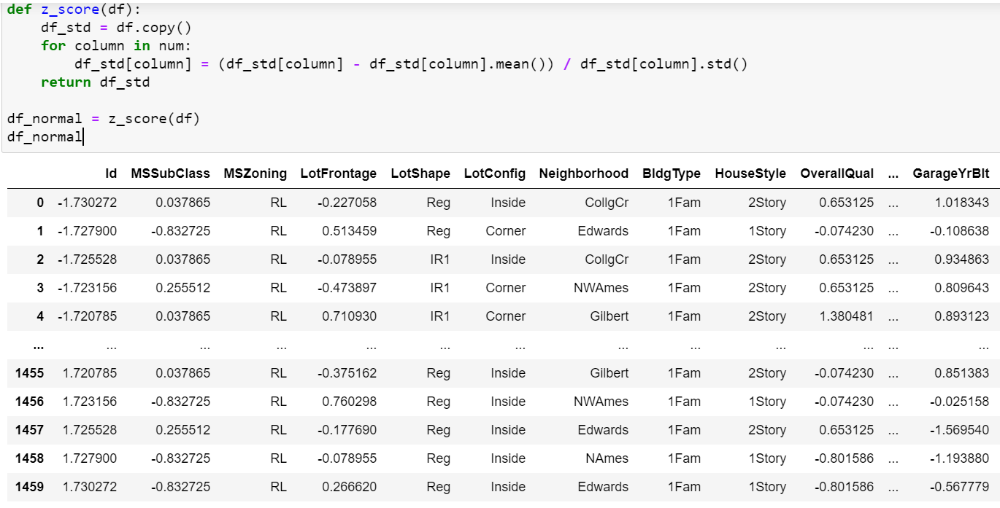 def z_score(df):
    df_std = df.copy()
    for column in num:
        df_std[column] = (df_std[column] - df_std[column].mean()) / df_std[column].std()
    return df_std
df_normal = z_score(df)
df_normal
Id MSSubClass MSZoning LotFrontage LotShape LotConfig Neighborhood BldgType HouseStyle OverallQual ... GarageYrBlt
0 -1.730272 0.037865 RL -0.227058 Reg Inside CollgCr 1Fam 2Story 0.653125 ... 1.018343
1 -1.727900 -0.832725 RL 0.513459 Reg Corner Edwards 1Fam 1Story -0.074230 ... -0.108638
2 -1.725528 0.037865 RL -0.078955 IR1 Inside CollgCr 1Fam 2Story 0.653125 ... 0.934863
3 -1.723156 0.255512 RL -0.473897 IR1 Corner NWAmes 1Fam 2Story 0.653125 ... 0.809643
4 -1.720785 0.037865 RL 0.710930 IR1 Corner Gilbert 1Fam 2Story 1.380481 ... 0.893123
... ... ... ... ... ... ... ... ... ... ... ... ...
1455 1.720785 0.037865 RL -0.375162 Reg Inside Gilbert 1Fam 2Story -0.074230 ... 0.851383
1456 1.723156 -0.832725 RL 0.760298 Reg Inside NWAmes 1Fam 1Story -0.074230 ... -0.025158
1457 1.725528 0.255512 RL -0.177690 Reg Inside Edwards 1Fam 2Story 0.653125 ... -1.569540
1458 1.727900 -0.832725 RL -0.078955 Reg Inside NAmes 1Fam 1Story -0.801586 ... -1.193880
1459 1.730272 -0.832725 RL 0.266620 Reg Inside Edwards 1Fam 1Story -0.801586 ... -0.567779